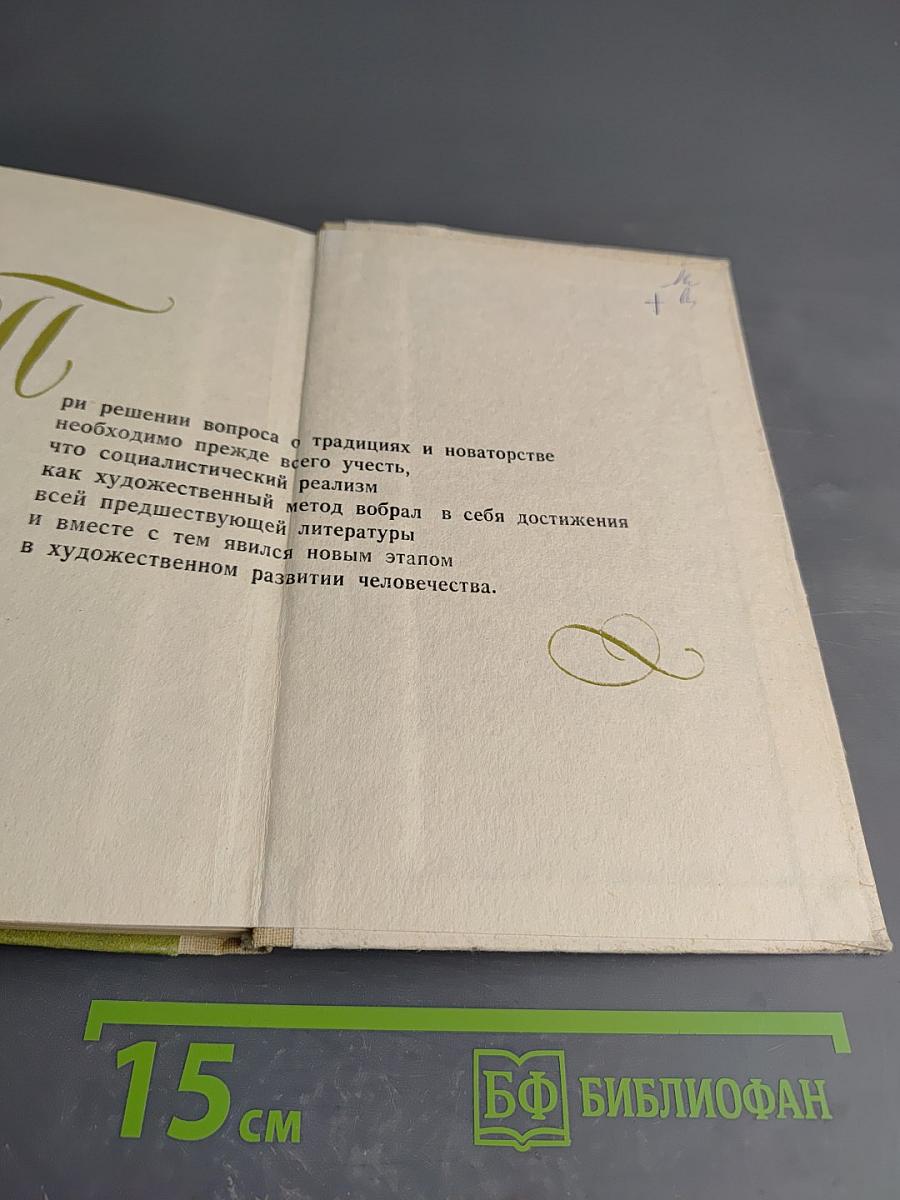 При решении вопроса о традициях и новаторстве
необходимо прежде всего учесть,
что социалистический реализм
как художественный метод вобрал в себя достижения
всей предшествующей литературы
и вместе с тем явился новым этапом
в художественном развитии человечества.
15 см
БФ БИБЛИОФАН